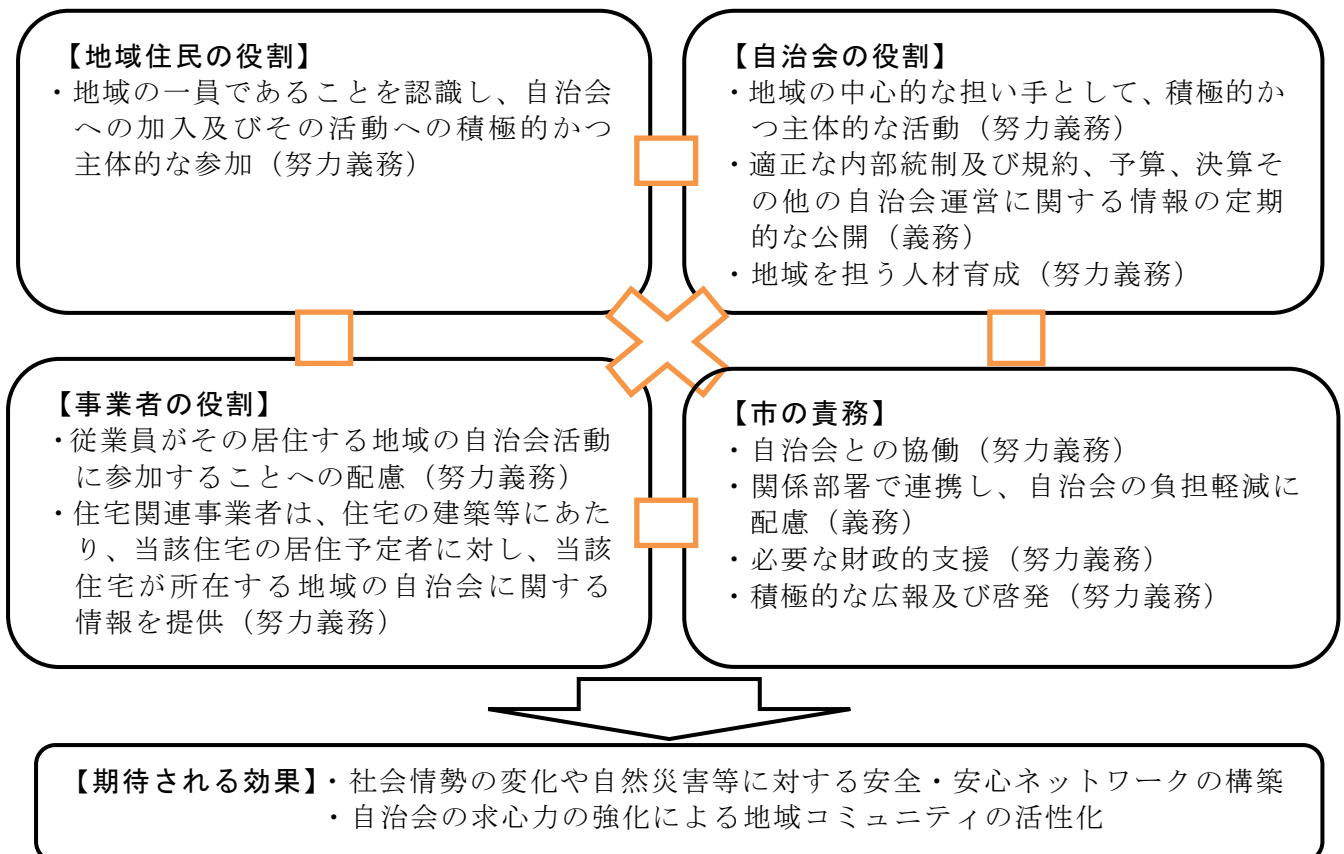 【地域住民の役割】
・地域の一員であることを認識し、自治会
への加入及びその活動への積極的かつ
主体的な参加（努力義務）
【自治会の役割】
・地域の中心的な担い手として、積極的か
つ主体的な活動（努力義務）
・適正な内部統制及び規約、予算、決算そ
の他の自治会運営に関する情報の定期
的な公開（義務）
・地域を担う人材育成（努力義務）
【事業者の役割】
・従業員がその居住する地域の自治会活動
に参加することへの配慮（努力義務）
・住宅関連事業者は、住宅の建築等にあた
り、当該住宅の居住予定者に対し、当該
住宅が所在する地域の自治会に関する
情報を提供（努力義務）
【市の責務】
・自治会との協働（努力義務）
・関係部署で連携し、自治会の負担軽減に
配慮（義務）
・必要な財政的支援（努力義務）
・積極的な広報及び啓発（努力義務）
【期待される効果】・社会情勢の変化や自然災害等に対する安全・安心ネットワークの構築
・自治会の求心力の強化による地域コミュニティの活性化